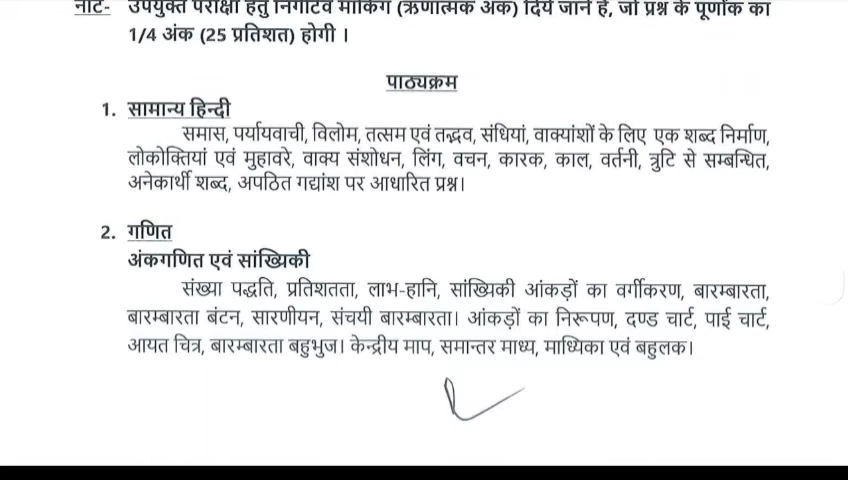 नोट- उपर्युक्त परीक्षा हेतु निगेटिव मार्किंग (ऋणात्मक अंक) दिये जाने हैं, जो प्रश्न के पूर्णांक का
1/4 अंक (25 प्रतिशत) होगी ।
पाठ्यक्रम
1. सामान्य हिन्दी
समास, पर्यायवाची, विलोम, तत्सम एवं तद्भव, संधियां, वाक्यांशों के लिए एक शब्द निर्माण,
लोकोक्तियां एवं मुहावरे, वाक्य संशोधन, लिंग, वचन, कारक, काल, वर्तनी, त्रुटि से सम्बन्धित,
अनेकार्थी शब्द, अपठित गद्यांश पर आधारित प्रश्न।
2. गणित
अंकगणित एवं सांख्यिकी
संख्या पद्धति, प्रतिशतता, लाभ-हानि, सांख्यिकी आंकड़ों का वर्गीकरण, बारम्बारता,
बारम्बारता बंटन, सारणीयन, संचयी बारम्बारता। आंकड़ों का निरूपण, दण्ड चार्ट, पाई चार्ट,
आयत चित्र, बारम्बारता बहुभुज। केन्द्रीय माप, समान्तर माध्य, माध्यिका एवं बहुलक।